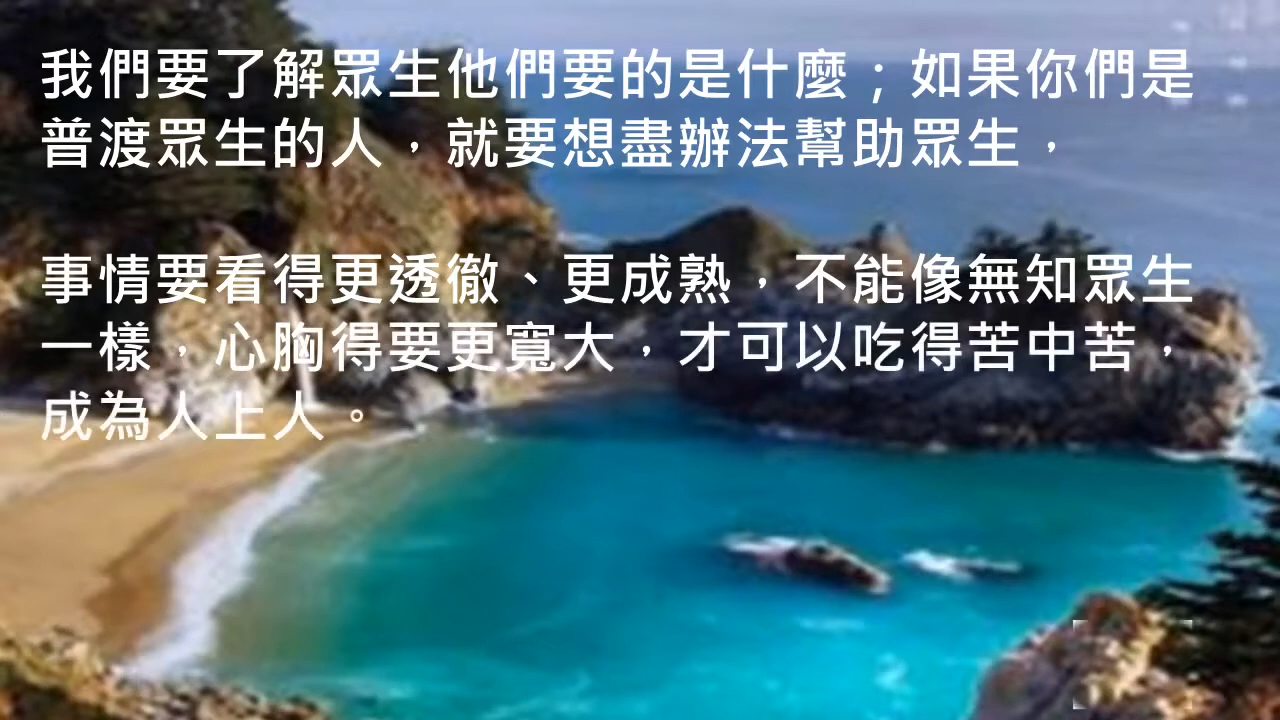 我們要了解眾生他們要的是什麼；如果你們是
普渡眾生的人，就要想盡辦法幫助眾生，
事情要看得更透徹、更成熟，不能像無知眾生
一樣，心胸得要更寬大，才可以吃得苦中苦，
成為人上人。